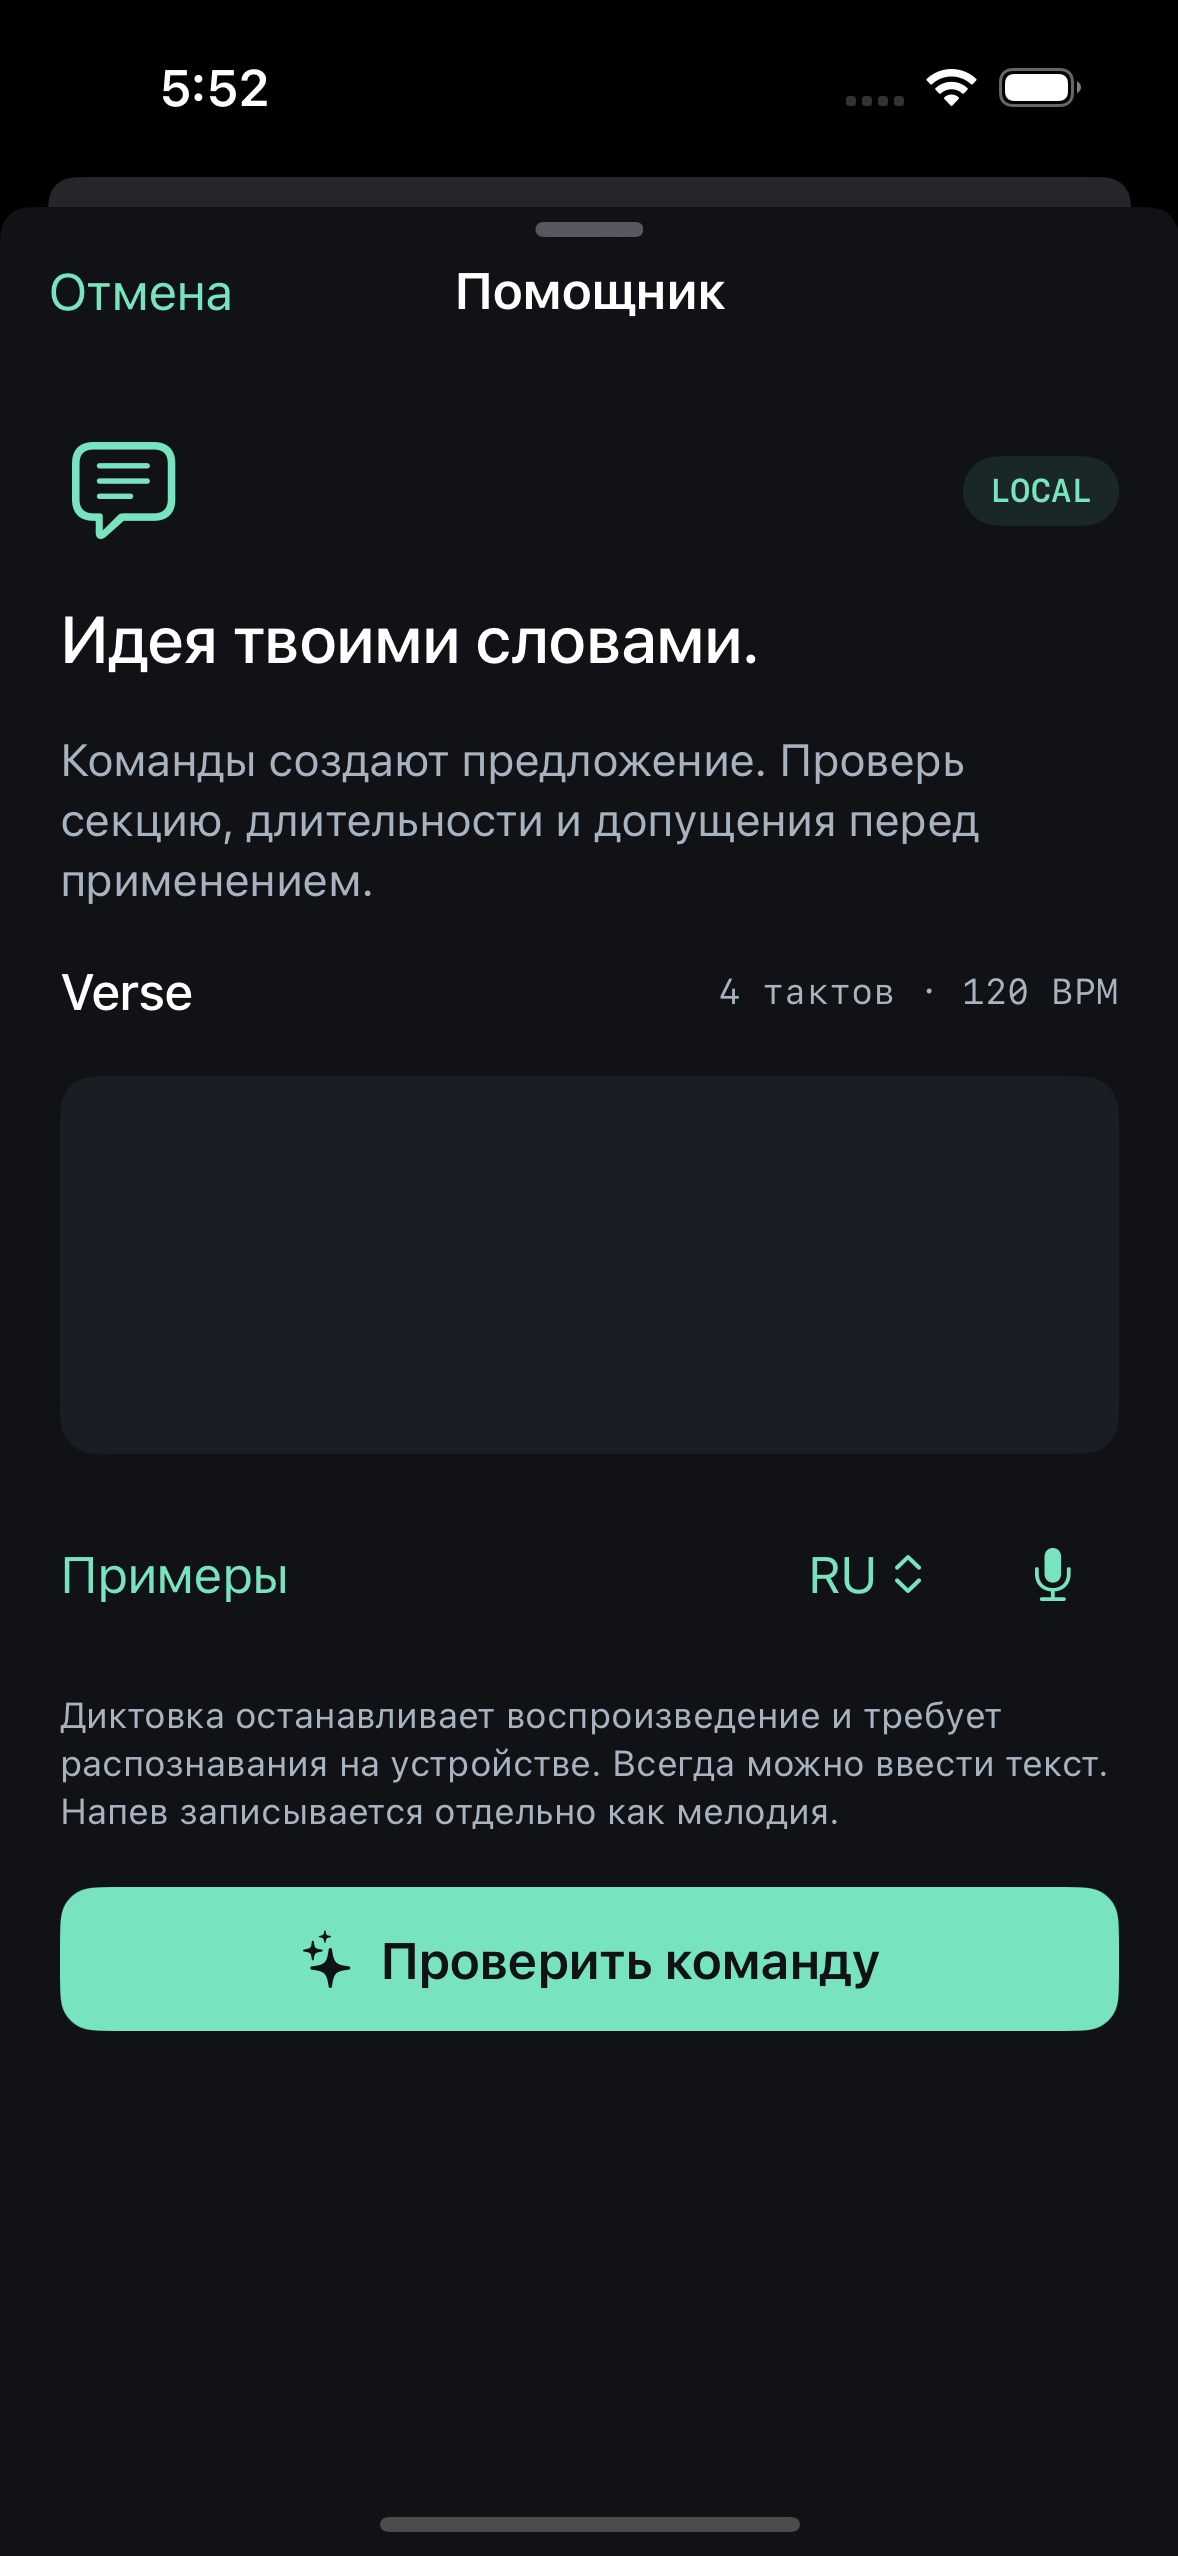 5:52
Отмена
Помощник
LOCAL
Идея твоими словами.
Команды создают предложение. Проверь
секцию, длительности и допущения перед
применением.
Verse
4 тактов · 120 BPM
Примеры
RU
Диктовка останавливает воспроизведение и требует
распознавания на устройстве. Всегда можно ввести текст.
Напев записывается отдельно как мелодия.
Проверить команду